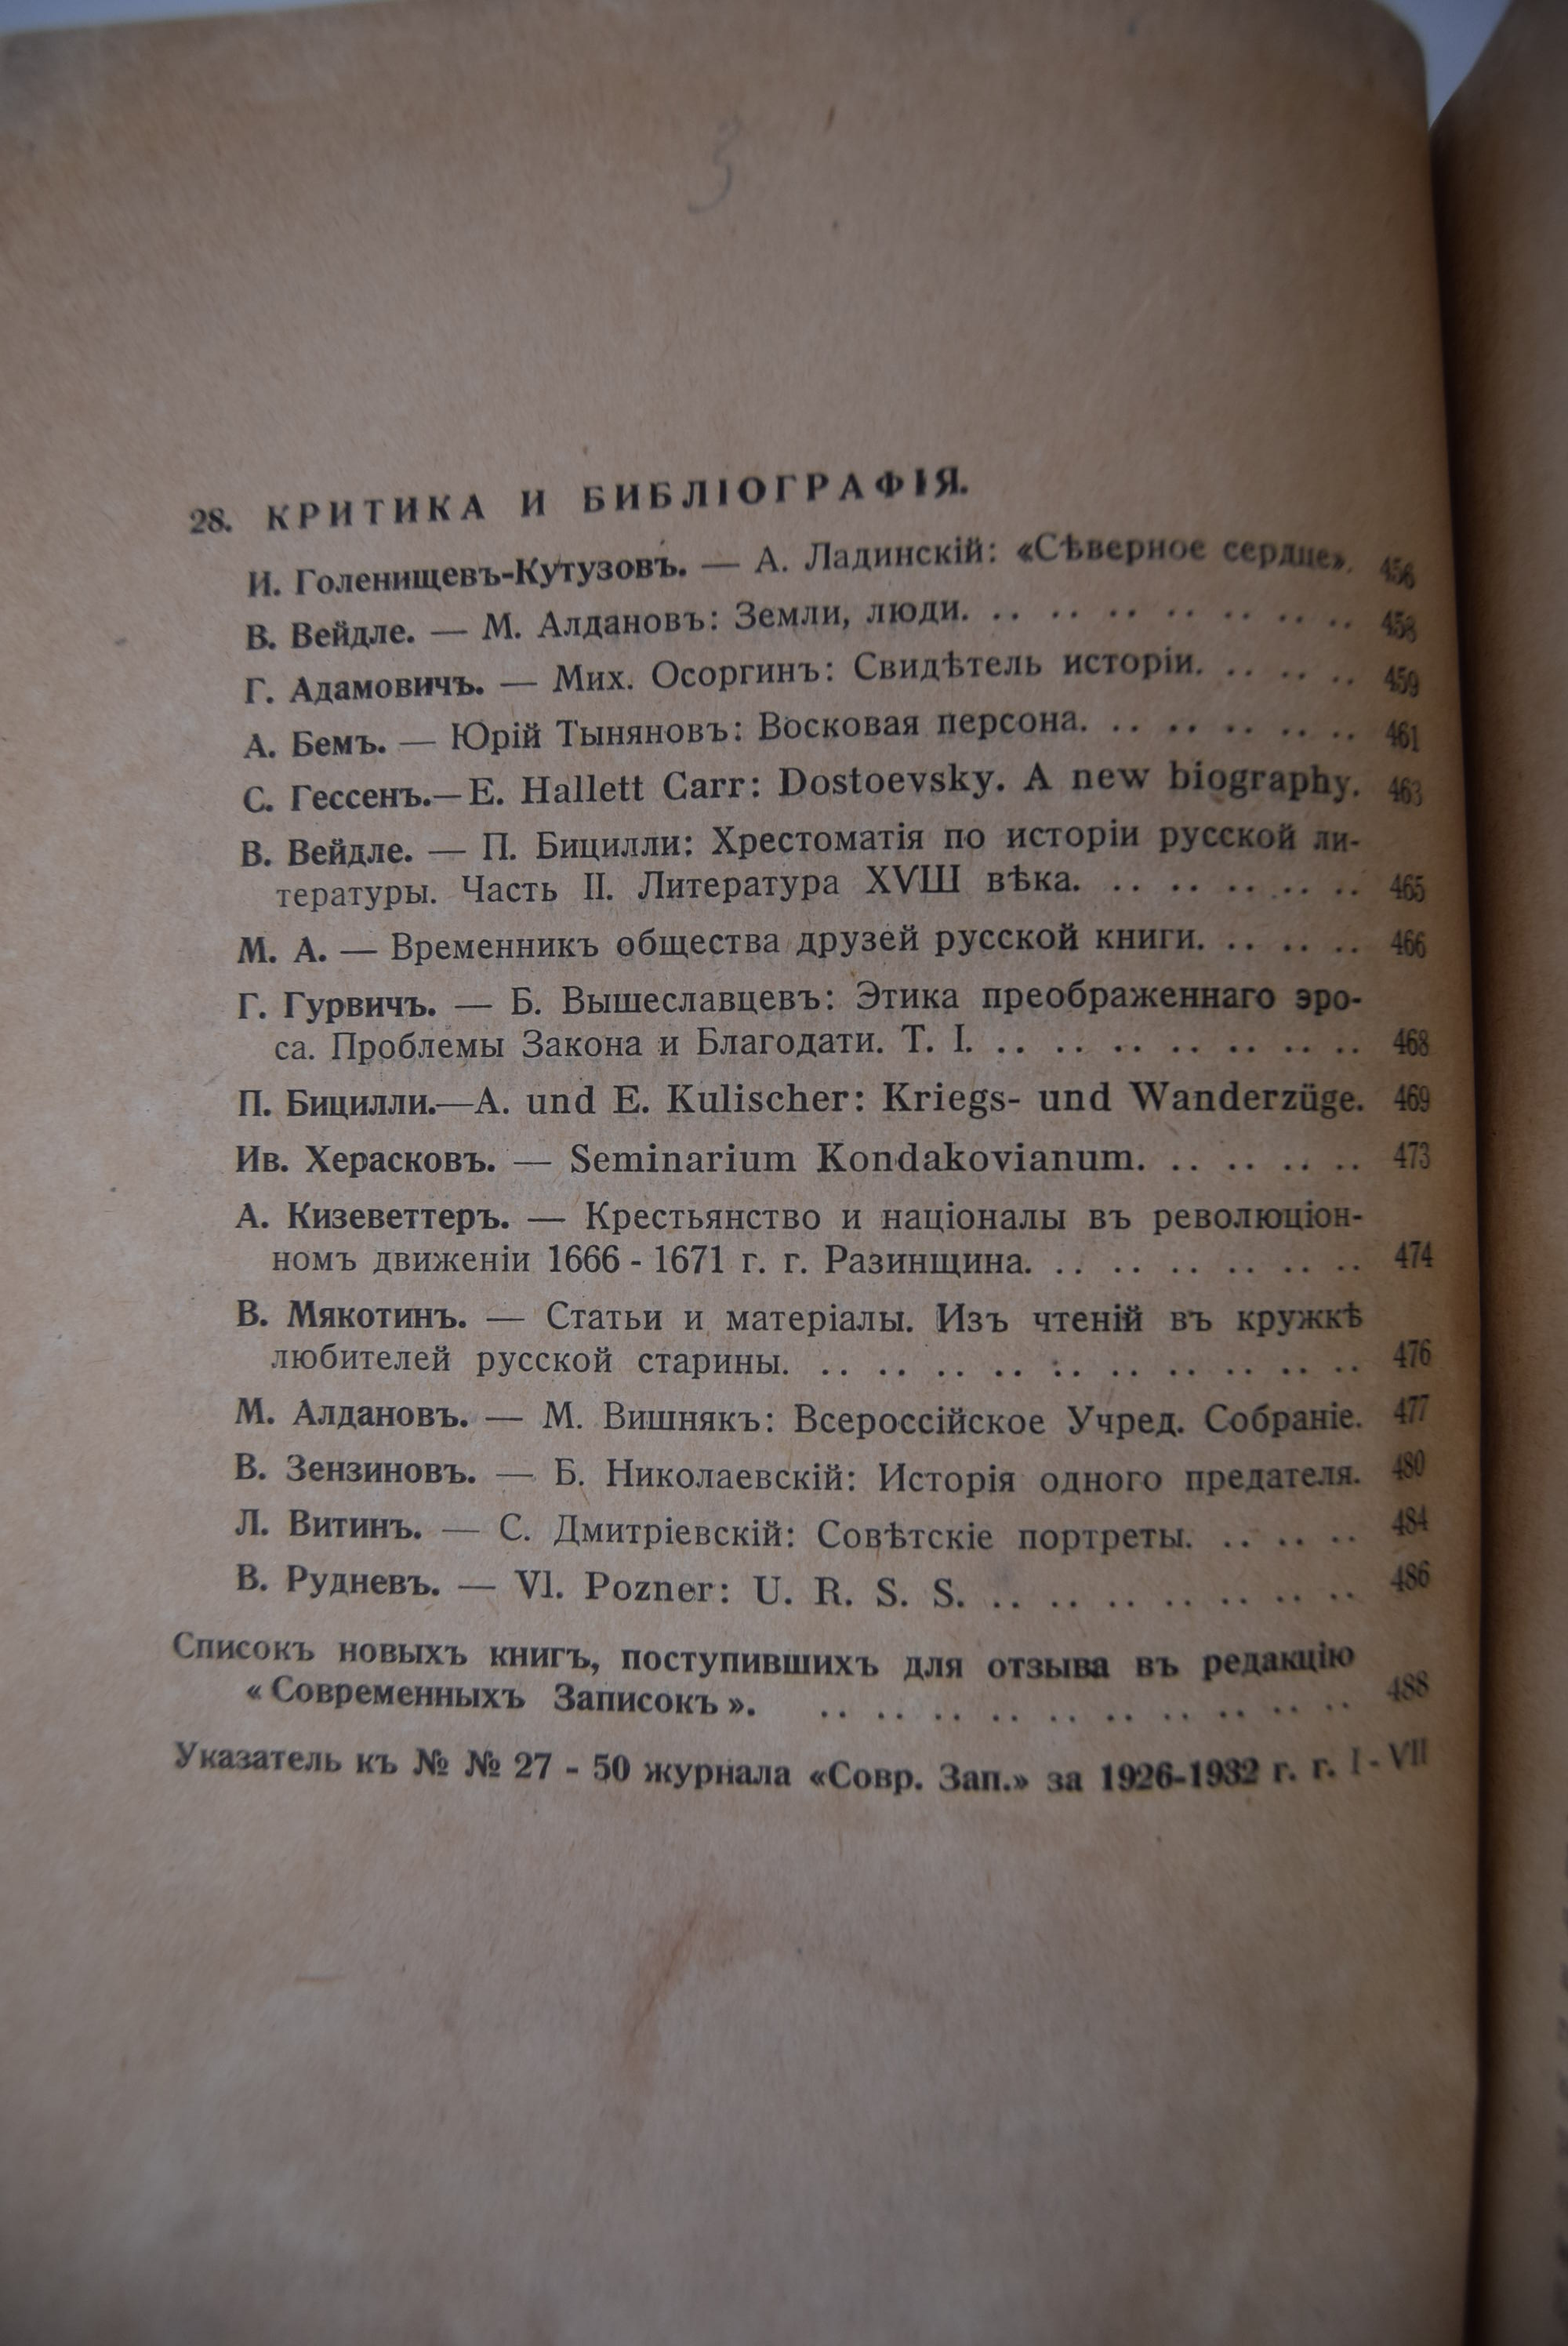 28. КРИТИКА И БИБЛІОГРАФІЯ.
И. Голенищевъ-Кутузовъ. — А. Ладинскій: «Сѣверное сердце». 456
В. Вейдле. — М. Алдановъ: Земли, люди. .. .. .. .. .. .. .. 458
Г. Адамовичъ. — Мих. Осоргинъ: Свидѣтель исторіи. .. .. .. 459
А. Бемъ. — Юрій Тыняновъ: Восковая персона. .. .. .. .. .. 461
С. Гессенъ.—E. Hallett Carr: Dostoevsky. A new biography. 463
В. Вейдле. — П. Бицилли: Хрестоматія по исторіи русской ли-
тературы. Часть II. Литература XVIII вѣка. .. .. .. .. .. 465
М. А. — Временникъ общества друзей русской книги. .. .. .. 466
Г. Гурвичъ. — Б. Вышеславцевъ: Этика преображеннаго эро-
са. Проблемы Закона и Благодати. Т. I. .. .. .. .. .. .. .. 468
П. Бицилли.—A. und E. Kulischer: Kriegs- und Wanderzüge. 469
Ив. Херасковъ. — Seminarium Kondakovianum. .. .. .. .. 473
А. Кизеветтеръ. — Крестьянство и націоналы въ революціон-
номъ движеніи 1666 - 1671 г. г. Разинщина. .. .. .. .. .. .. 474
В. Мякотинъ. — Статьи и матеріалы. Изъ чтеній въ кружкѣ
любителей русской старины. .. .. .. .. .. .. .. .. .. .. 476
М. Алдановъ. — М. Вишнякъ: Всероссійское Учред. Собраніе. 477
В. Зензиновъ. — Б. Николаевскій: Исторія одного предателя. 480
Л. Витинъ. — С. Дмитріевскій: Совѣтскіе портреты. .. .. .. 484
В. Рудневъ. — Vl. Pozner: U. R. S. S. .. .. .. .. .. .. .. 486
Списокъ новыхъ книгъ, поступившихъ для отзыва въ редакцію
« Современныхъ Записокъ ». .. .. .. .. .. .. .. .. .. .. 488
Указатель къ № № 27 - 50 журнала «Совр. Зап.» за 1926-1932 г. г. I - VII